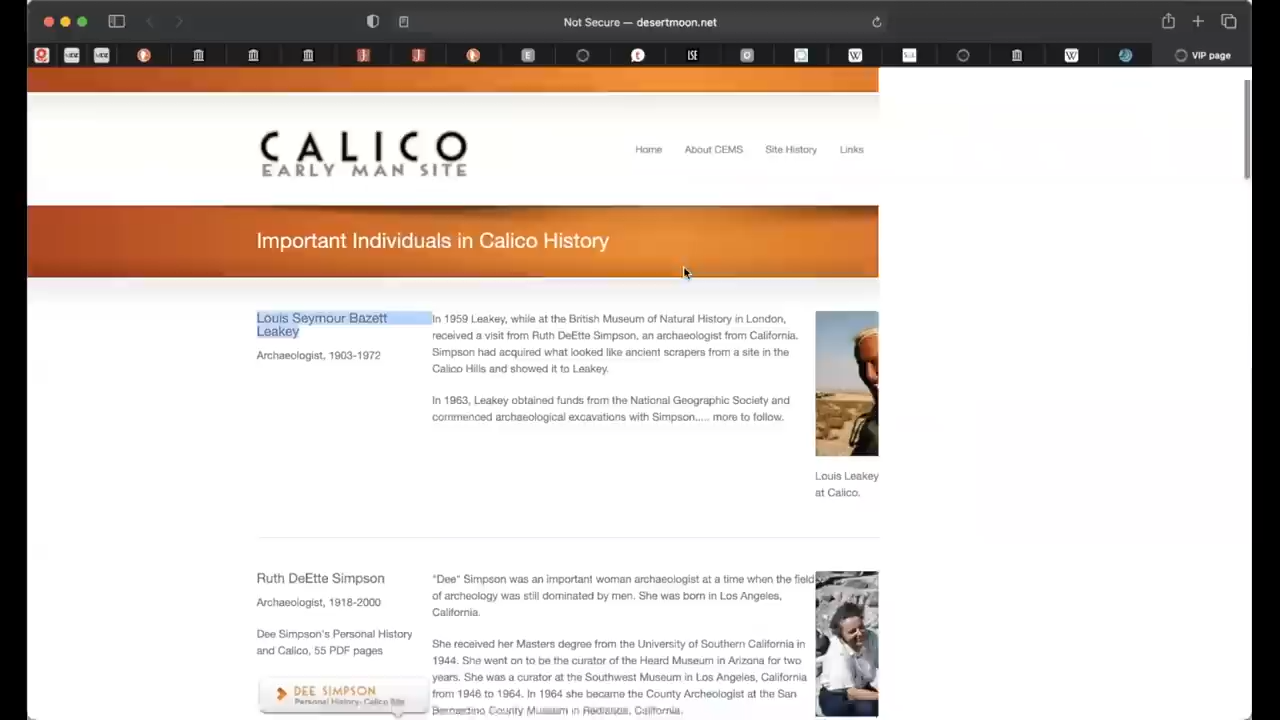 Not Secure — desertmoon.net
VIP page
CALICO
EARLY MAN SITE
Home About CEMS Site History Links
Important Individuals in Calico History
Louis Seymour Bazett
Leakey
Archaeologist, 1903-1972
In 1959 Leakey, while at the British Museum of Natural History in London,
received a visit from Ruth DeEtte Simpson, an archaeologist from California.
Simpson had acquired what looked like ancient scrapers from a site in the
Calico Hills and showed it to Leakey.
In 1963, Leakey obtained funds from the National Geographic Society and
commenced archaeological excavations with Simpson..... more to follow.
Louis Leakey
at Calico.
Ruth DeEtte Simpson
Archaeologist, 1918-2000
Dee Simpson's Personal History
and Calico, 55 PDF pages
DEE SIMPSON
Personal History- Calico Site
"Dee" Simpson was an important woman archaeologist at a time when the field
of archeology was still dominated by men. She was born in Los Angeles,
California.
She received her Masters degree from the University of Southern California in
1944. She went on to be the curator of the Heard Museum in Arizona for two
years. She was a curator at the Southwest Museum in Los Angeles, California
from 1946 to 1964. In 1964 she became the County Archeologist at the San
Bernardino County Museum in Redlands, California.